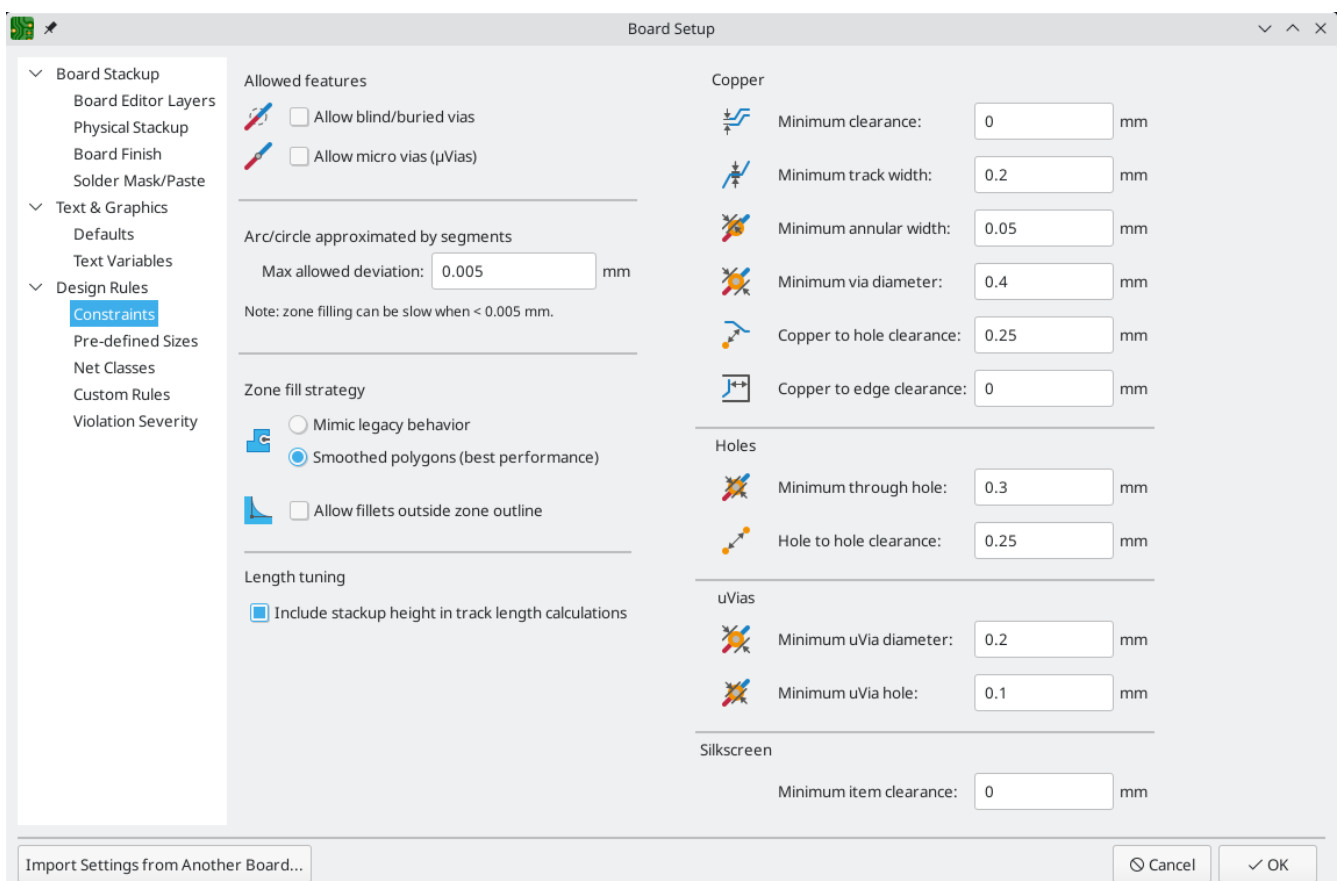 Board Setup
Board Stackup
Board Editor Layers
Physical Stackup
Board Finish
Solder Mask/Paste
Text & Graphics
Defaults
Text Variables
Design Rules
Constraints
Pre-defined Sizes
Net Classes
Custom Rules
Violation Severity
Allowed features
Allow blind/buried vias
Allow micro vias (µVias)
Arc/circle approximated by segments
Max allowed deviation: 0.005 mm
Note: zone filling can be slow when < 0.005 mm.
Zone fill strategy
Mimic legacy behavior
Smoothed polygons (best performance)
Allow fillets outside zone outline
Length tuning
Include stackup height in track length calculations
Copper
Minimum clearance: 0 mm
Minimum track width: 0.2 mm
Minimum annular width: 0.05 mm
Minimum via diameter: 0.4 mm
Copper to hole clearance: 0.25 mm
Copper to edge clearance: 0 mm
Holes
Minimum through hole: 0.3 mm
Hole to hole clearance: 0.25 mm
uVias
Minimum uVia diameter: 0.2 mm
Minimum uVia hole: 0.1 mm
Silkscreen
Minimum item clearance: 0 mm
Import Settings from Another Board...
Cancel
OK